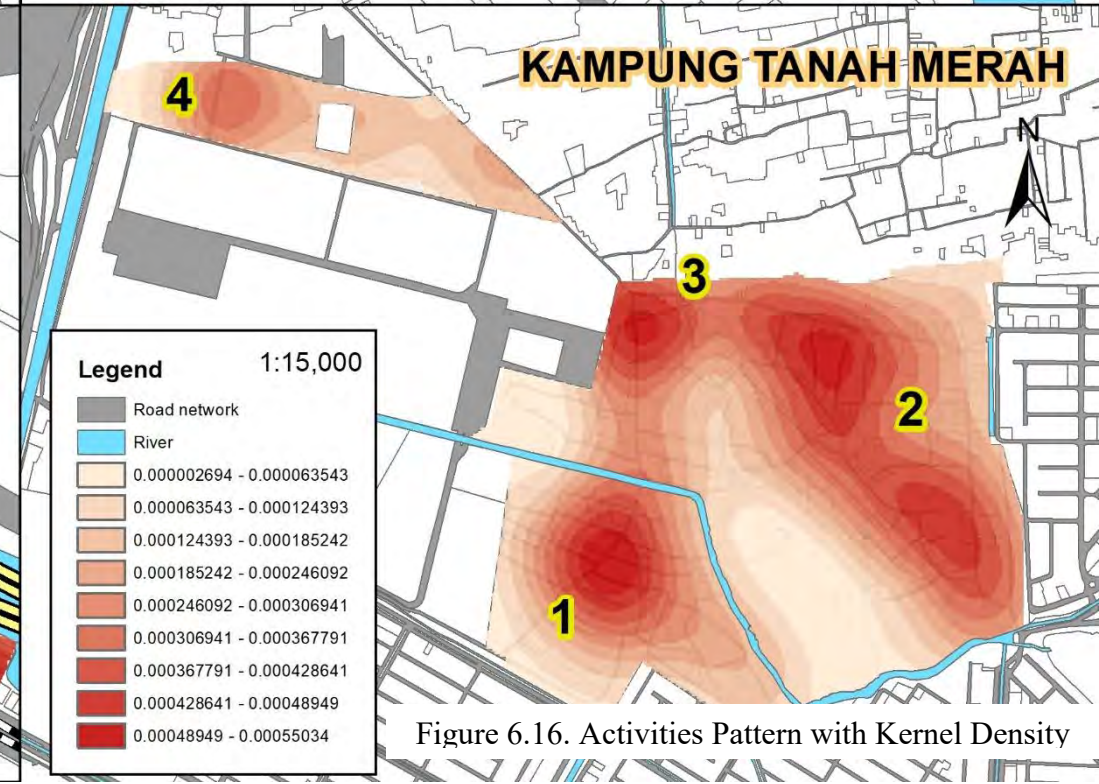 KAMPUNG TANAH MERAH
4
N
3
2
1
Legend 1:15,000
Road network
River
0.000002694 - 0.000063543
0.000063543 - 0.000124393
0.000124393 - 0.000185242
0.000185242 - 0.000246092
0.000246092 - 0.000306941
0.000306941 - 0.000367791
0.000367791 - 0.000428641
0.000428641 - 0.00048949
0.00048949 - 0.00055034
Figure 6.16. Activities Pattern with Kernel Density